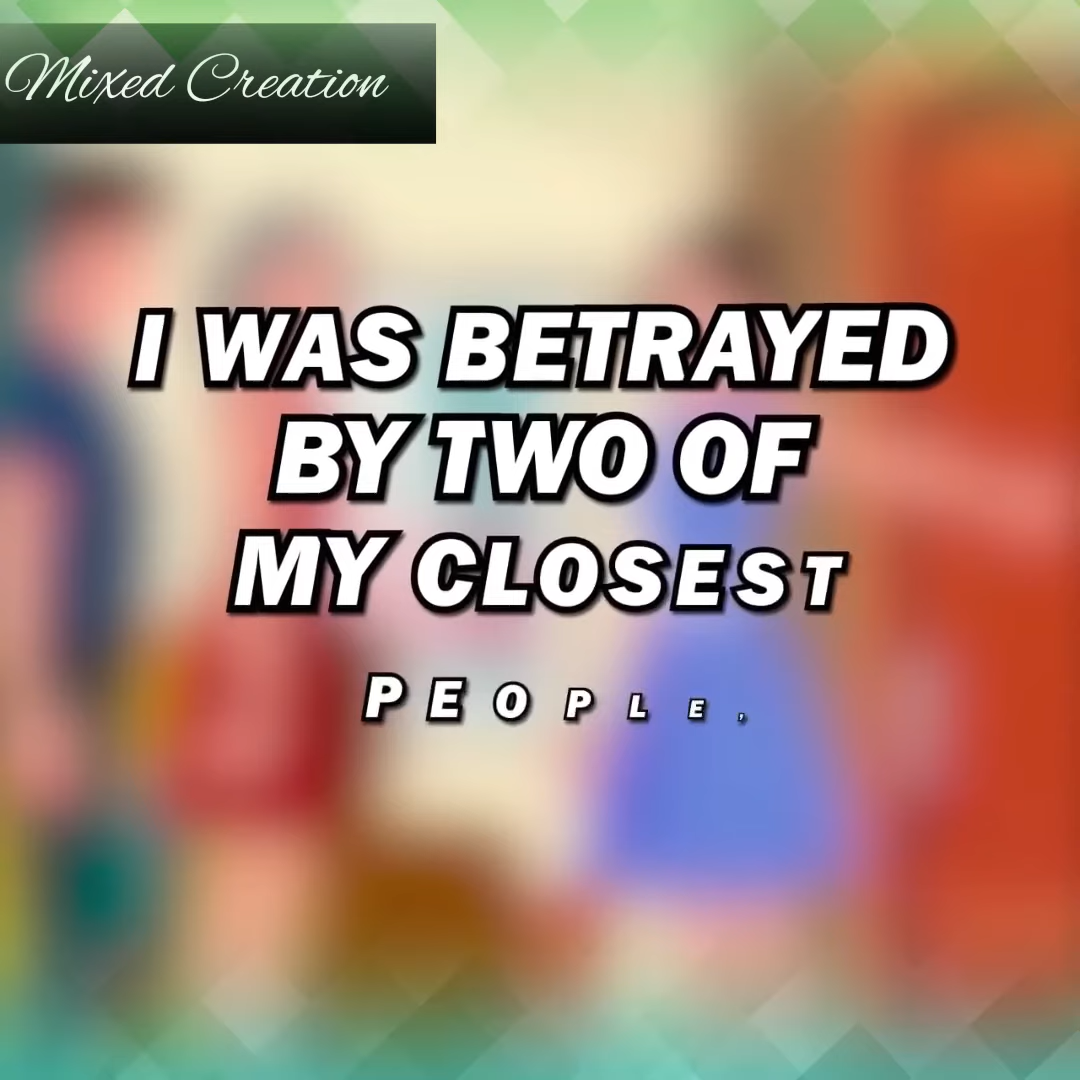 Mixed Creation
I WAS BETRAYED
BY TWO OF
MY CLOSEST
PEOPLE,